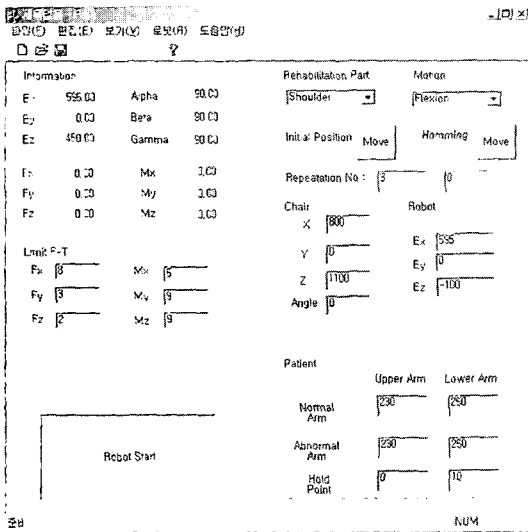 파일(F) 편집(E) 보기(V) 로봇(R) 도움말(H)
Information
Ex 595.00 Alpha 90.00
Ey 0.00 Beta 90.00
Ez 450.00 Gamma 90.00
Fx 0.00 Mx 0.00
Fy 0.00 My 0.00
Fz 0.00 Mz 0.00
Limit F-T
Fx 8 Mx 5
Fy 3 My 9
Fz 2 Mz 9
Robot Start
Rehabilitation Part Motion
Shoulder Flexion
Initial Position Move Homming Move
Repeatation No : 3 0
Chair Robot
X 800
Y 0
Z 1100
Angle 0
Ex 595
Ey 0
Ez -100
Patient
Upper Arm Lower Arm
Normal Arm 230 250
Abnormal Arm 230 250
Hold Point 0 10
준비 NUM